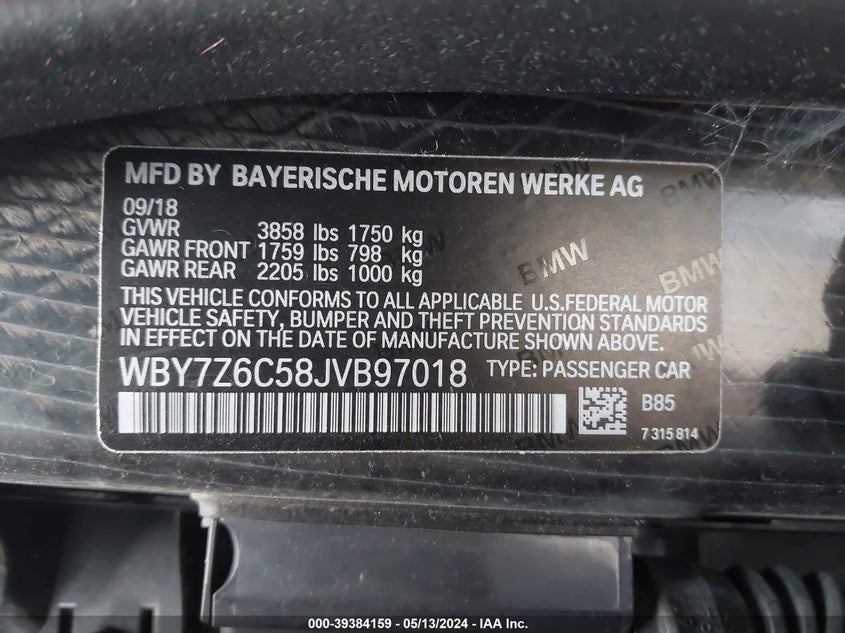 MFD BY BAYERISCHE MOTOREN WERKE AG
09/18
GVWR 3858 lbs 1750 kg
GAWR FRONT 1759 lbs 798 kg
GAWR REAR 2205 lbs 1000 kg
THIS VEHICLE CONFORMS TO ALL APPLICABLE U.S.FEDERAL MOTOR
VEHICLE SAFETY, BUMPER AND THEFT PREVENTION STANDARDS
IN EFFECT ON THE DATE OF MANUFACTURE SHOWN ABOVE.
WBY7Z6C58JVB97018 TYPE: PASSENGER CAR
B85
7 315 814
BMW
BMW
BMW
BMW
000-39384159 - 05/13/2024 - IAA Inc.